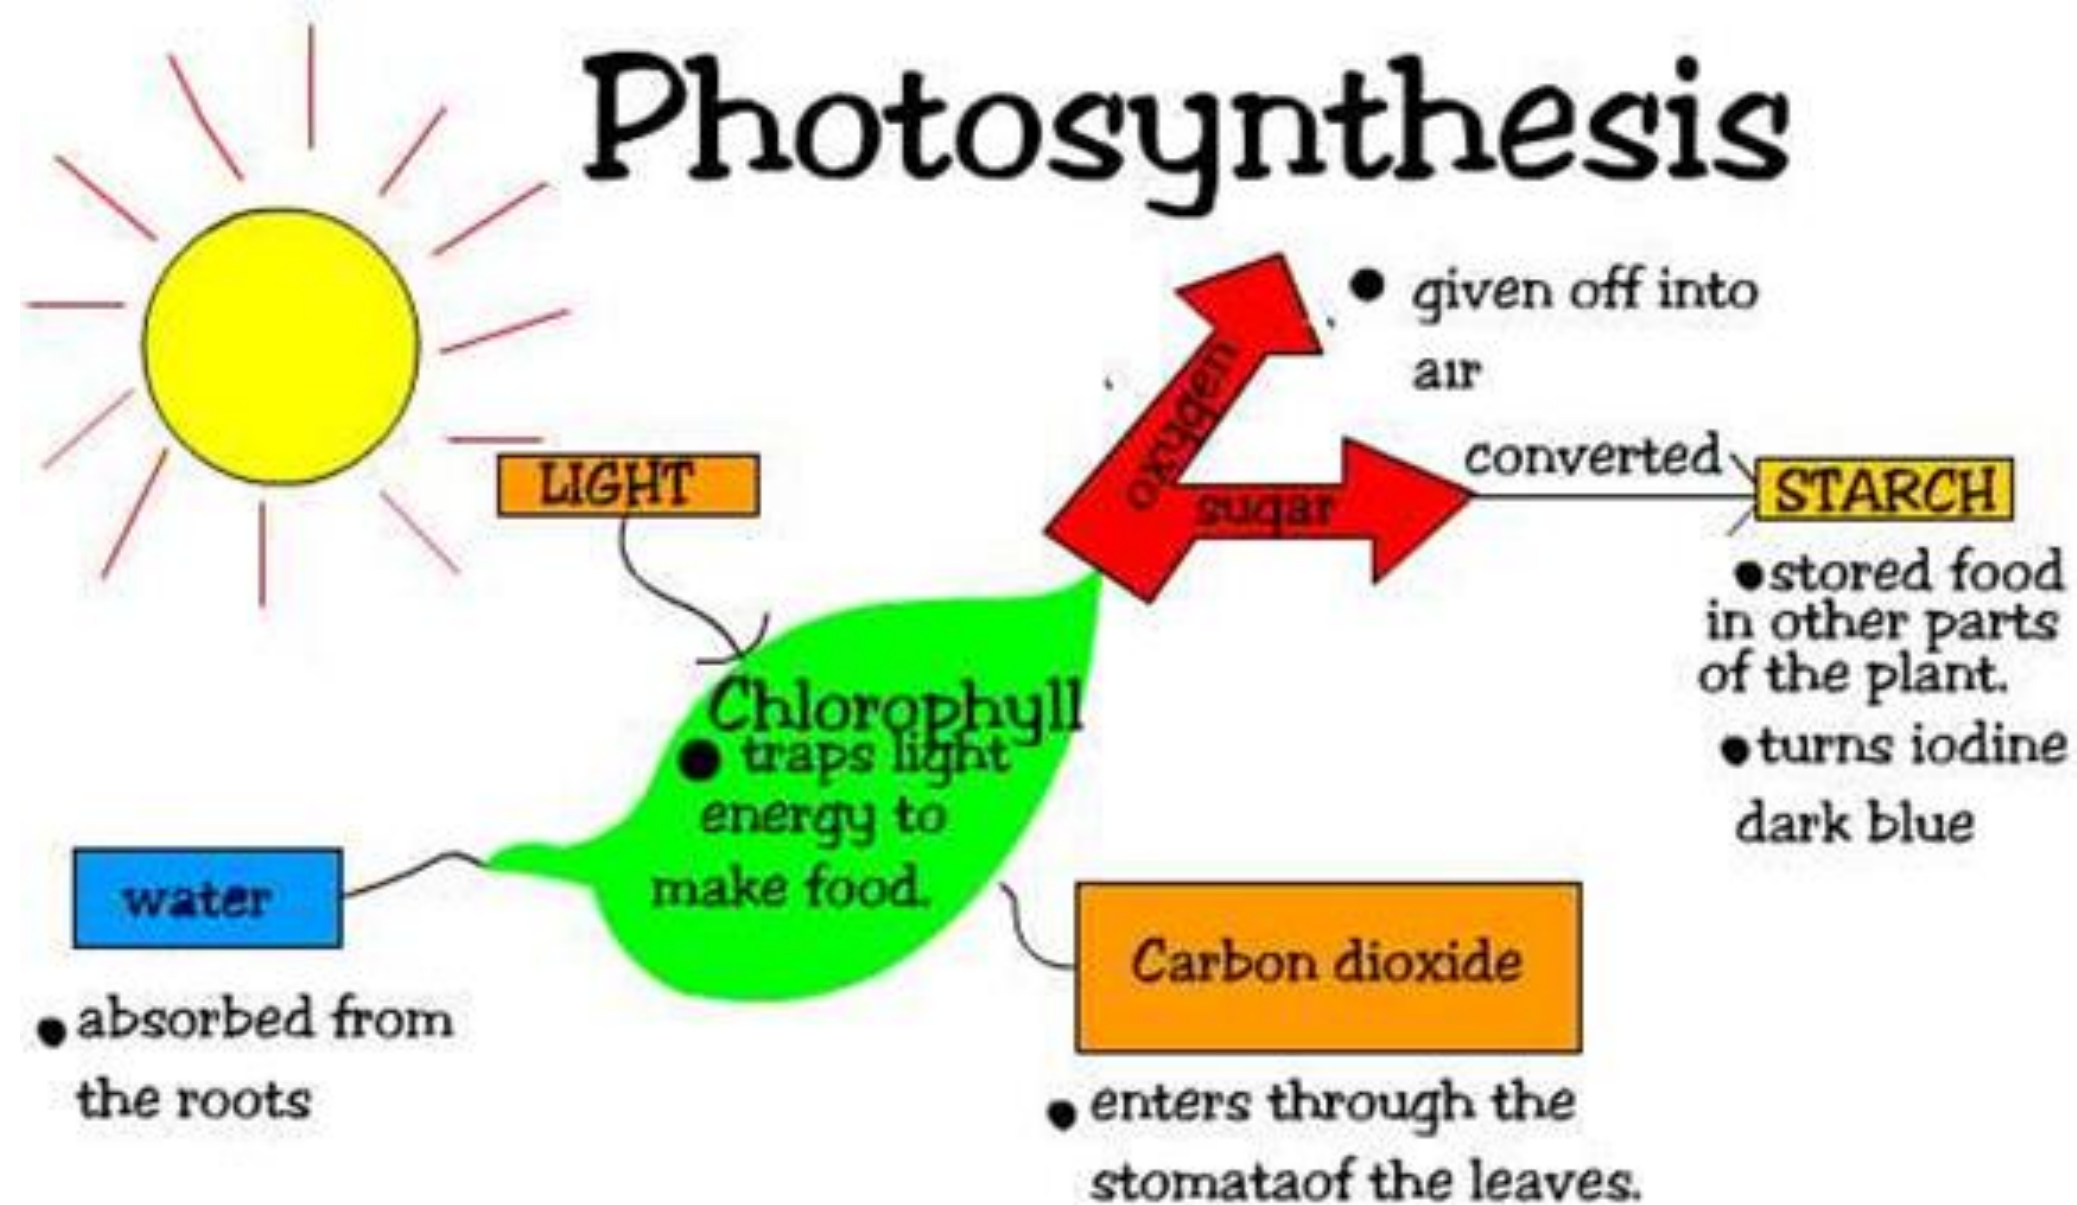 Photosynthesis
oxygen
● given off into
air
sugar
converted
STARCH
●stored food
in other parts
of the plant.
●turns iodine
dark blue
LIGHT
Chlorophyll
● traps light
energy to
make food.
water
●absorbed from
the roots
Carbon dioxide
●enters through the
stomataof the leaves.